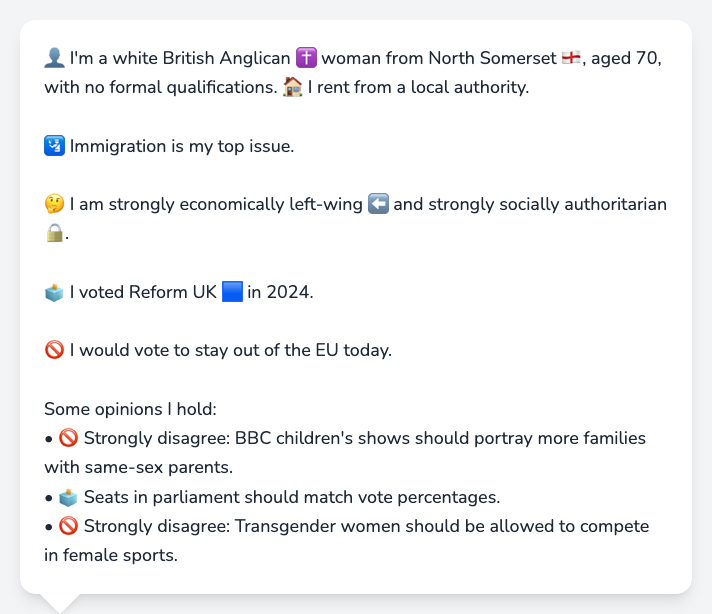 👤 I'm a white British Anglican ✝️ woman from North Somerset 🏴󠁧󠁢󠁥󠁮󠁧󠁿, aged 70,
with no formal qualifications. 🏠 I rent from a local authority.
🛂 Immigration is my top issue.
🤔 I am strongly economically left-wing ⬅️ and strongly socially authoritarian
🔒.
🗳️ I voted Reform UK 🟦 in 2024.
🚫 I would vote to stay out of the EU today.
Some opinions I hold:
• 🚫 Strongly disagree: BBC children's shows should portray more families
with same-sex parents.
• 🗳️ Seats in parliament should match vote percentages.
• 🚫 Strongly disagree: Transgender women should be allowed to compete
in female sports.